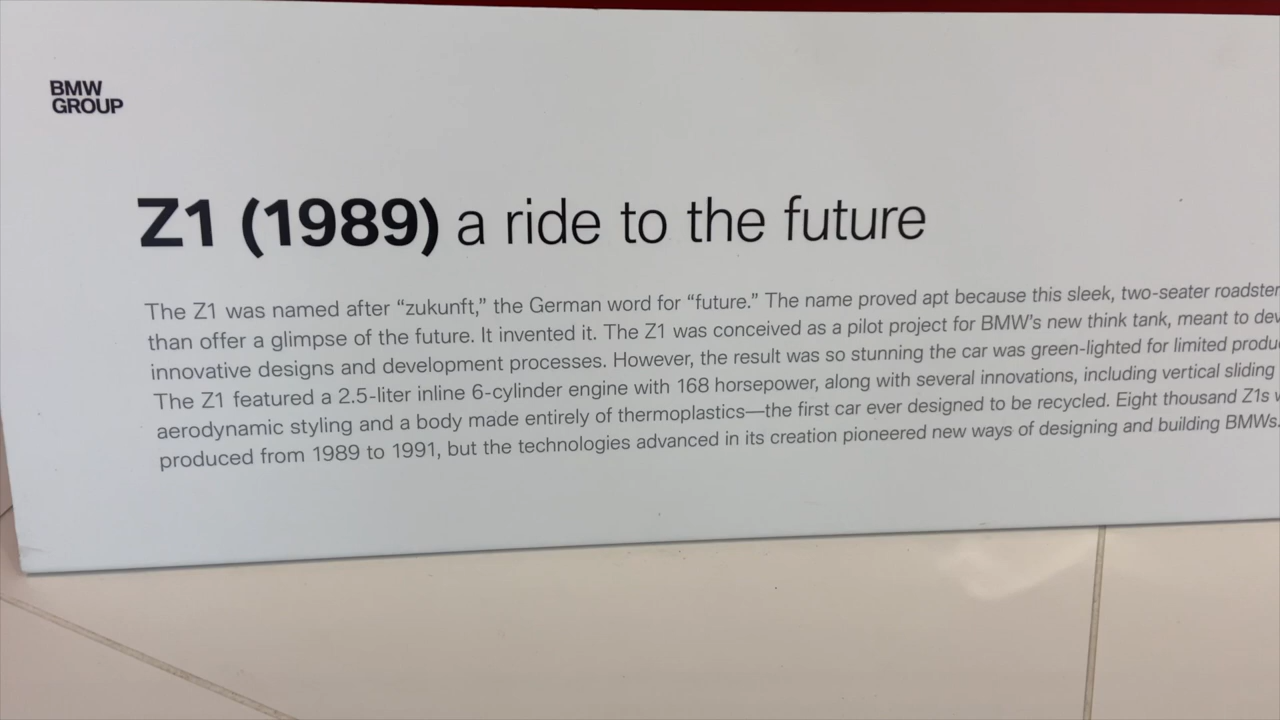 BMW
GROUP
Z1 (1989) a ride to the future
The Z1 was named after “zukunft,” the German word for “future.” The name proved apt because this sleek, two-seater roadster
than offer a glimpse of the future. It invented it. The Z1 was conceived as a pilot project for BMW’s new think tank, meant to dev
innovative designs and development processes. However, the result was so stunning the car was green-lighted for limited produ
The Z1 featured a 2.5-liter inline 6-cylinder engine with 168 horsepower, along with several innovations, including vertical sliding
aerodynamic styling and a body made entirely of thermoplastics—the first car ever designed to be recycled. Eight thousand Z1s
produced from 1989 to 1991, but the technologies advanced in its creation pioneered new ways of designing and building BMWs.